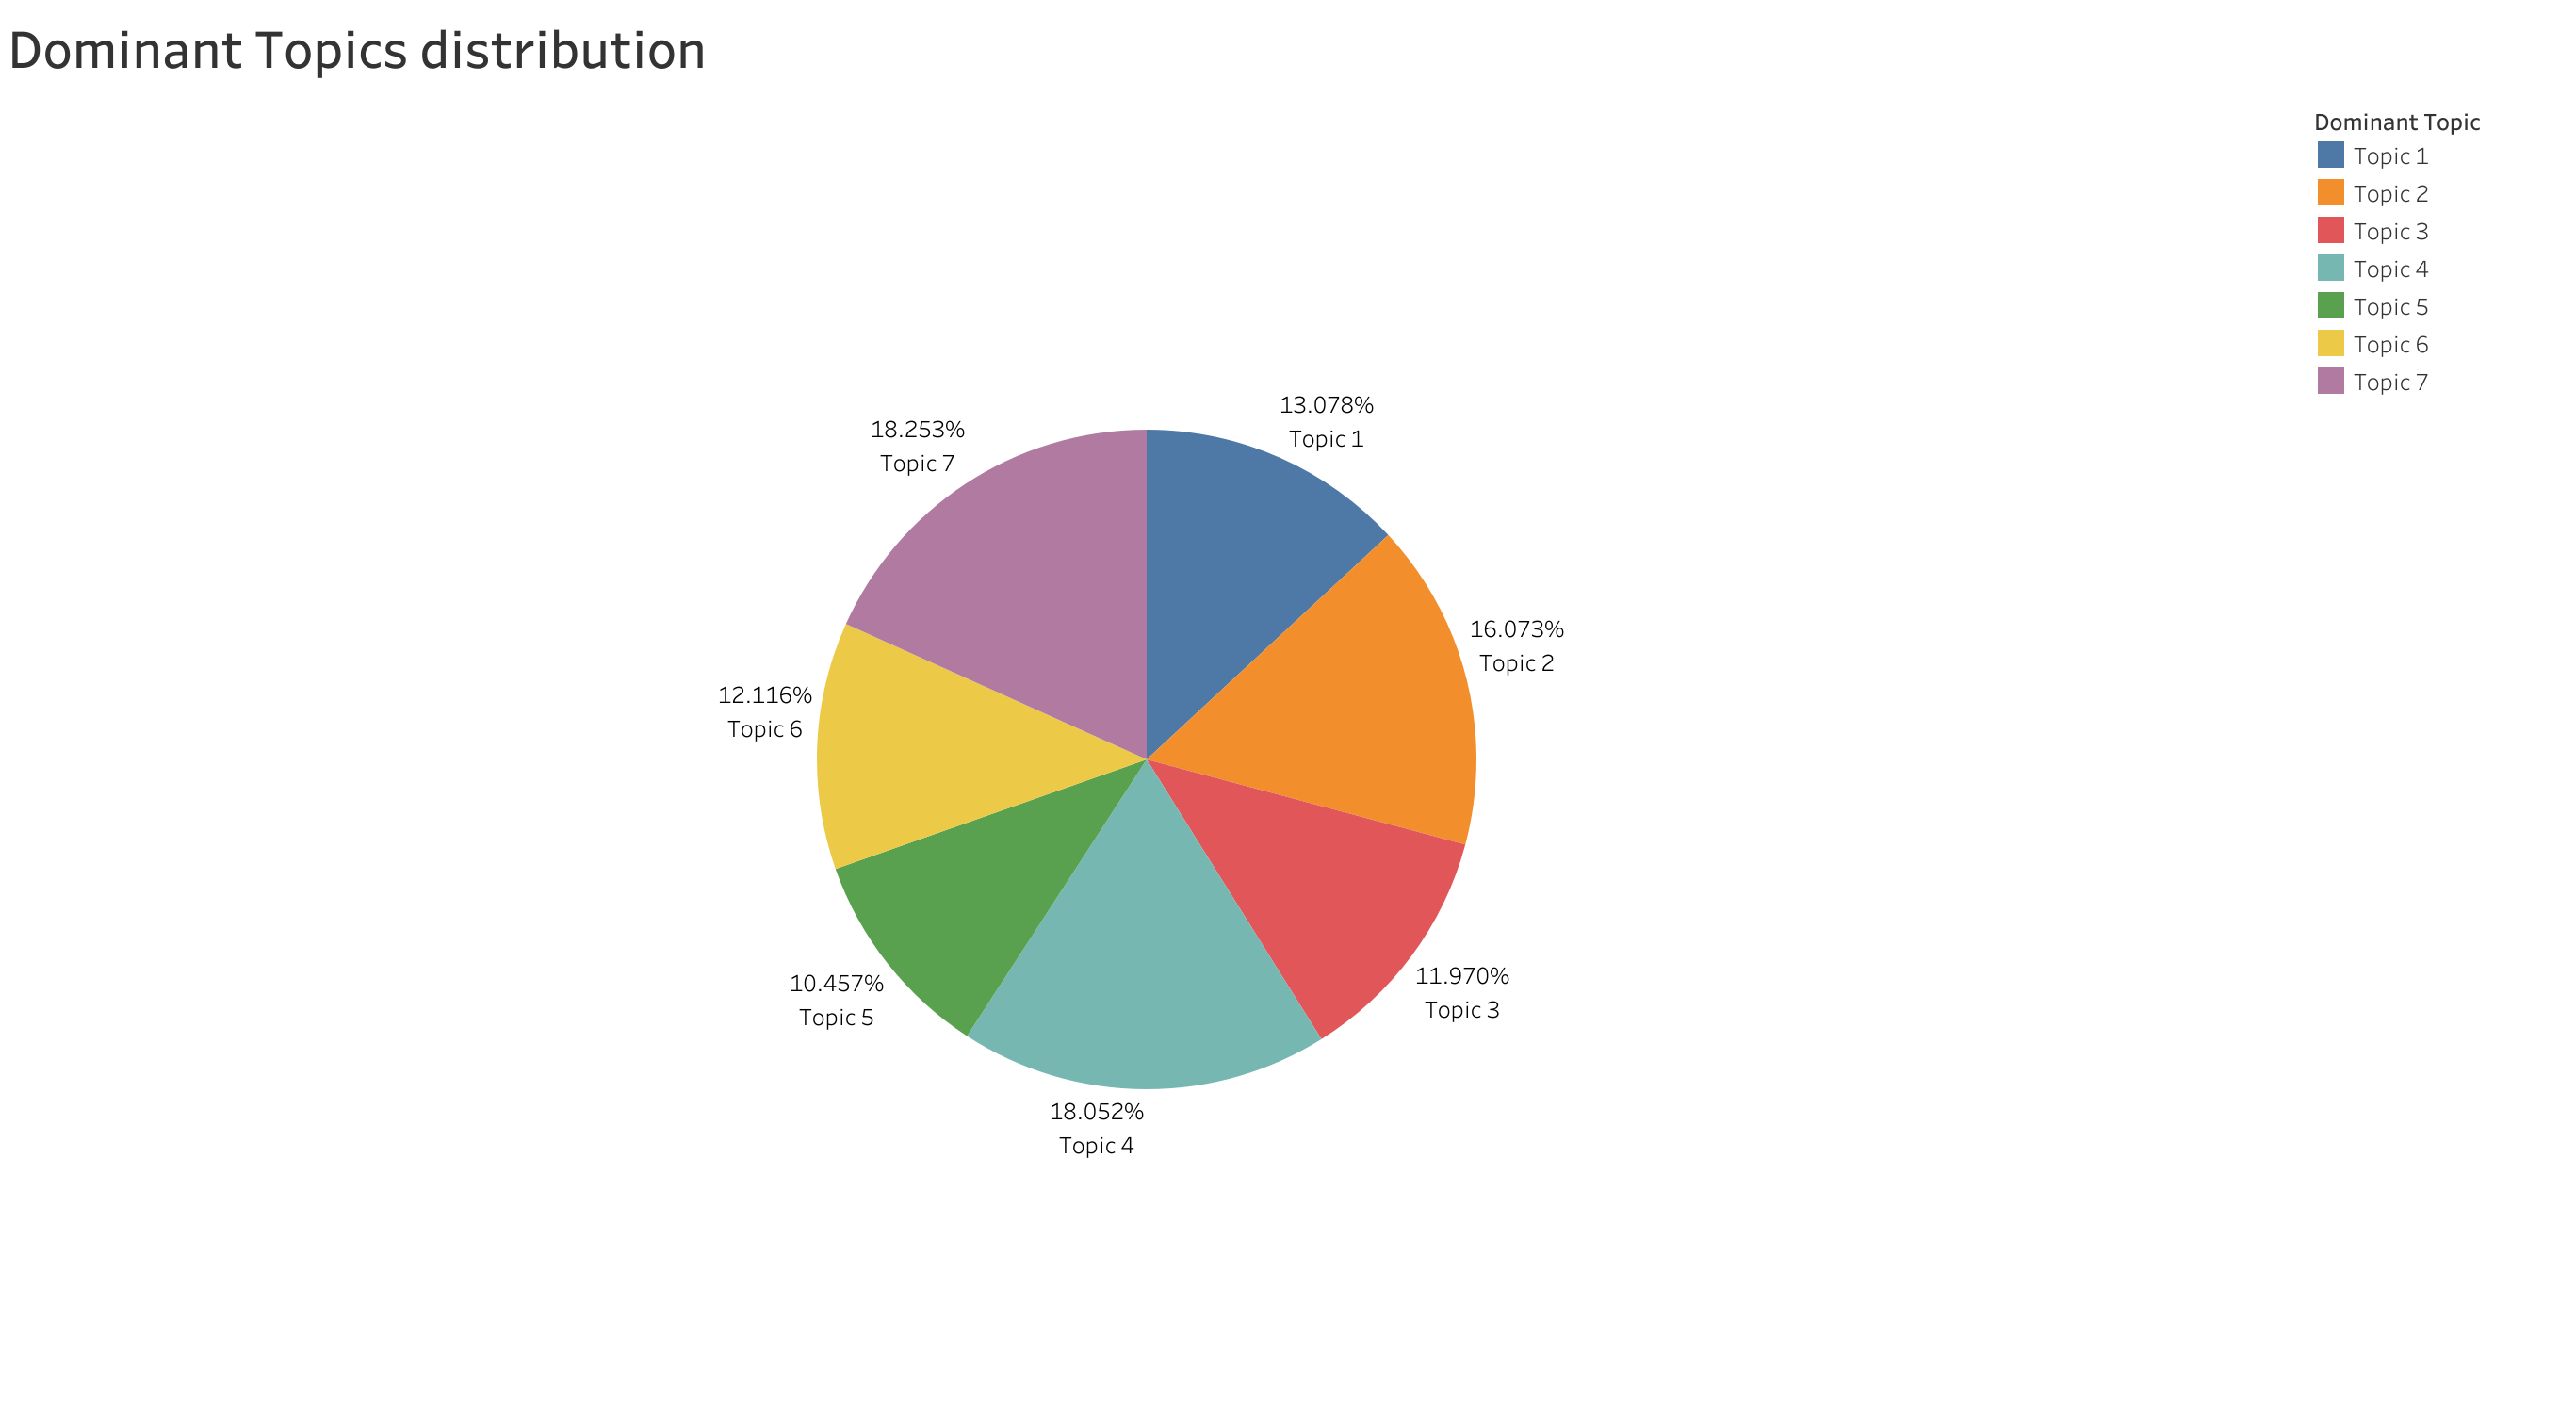 Dominant Topics distribution
Dominant Topic
Topic 1
Topic 2
Topic 3
Topic 4
Topic 5
Topic 6
Topic 7
13.078%
Topic 1
18.253%
Topic 7
16.073%
Topic 2
12.116%
Topic 6
11.970%
Topic 3
10.457%
Topic 5
18.052%
Topic 4